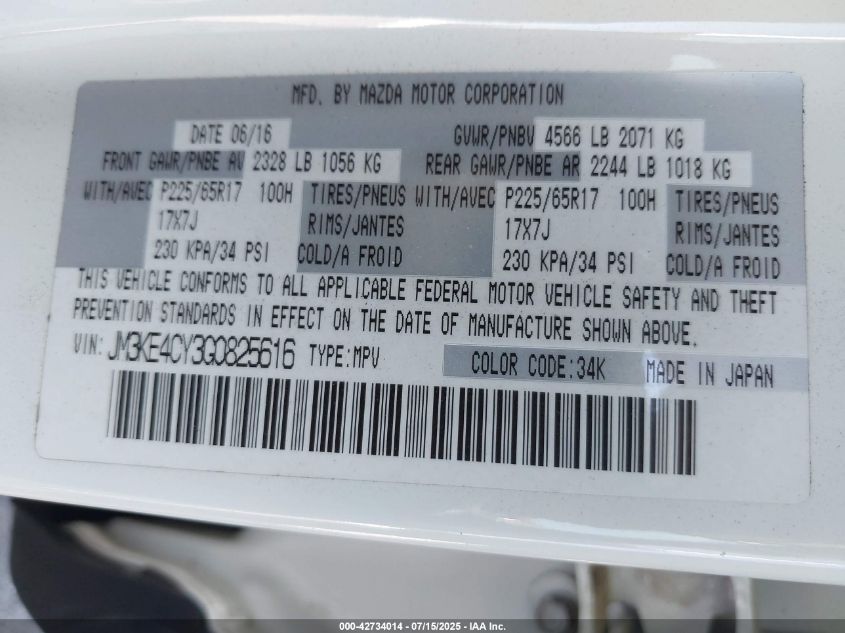 MFD. BY MAZDA MOTOR CORPORATION
DATE 06/16 GVWR/PNBV 4566 LB 2071 KG
FRONT GAWR/PNBE AV 2328 LB 1056 KG REAR GAWR/PNBE AR 2244 LB 1018 KG
WITH/AVEC P225/65R17 100H TIRES/PNEUS WITH/AVEC P225/65R17 100H TIRES/PNEUS
17X7J RIMS/JANTES 17X7J RIMS/JANTES
230 KPA/34 PSI COLD/A FROID 230 KPA/34 PSI COLD/A FROID
THIS VEHICLE CONFORMS TO ALL APPLICABLE FEDERAL MOTOR VEHICLE SAFETY AND THEFT
PREVENTION STANDARDS IN EFFECT ON THE DATE OF MANUFACTURE SHOWN ABOVE.
VIN: JM3KE4CY3G0825616 TYPE:MPV COLOR CODE:34K MADE IN JAPAN
000-42734014 - 07/15/2025 - IAA Inc.